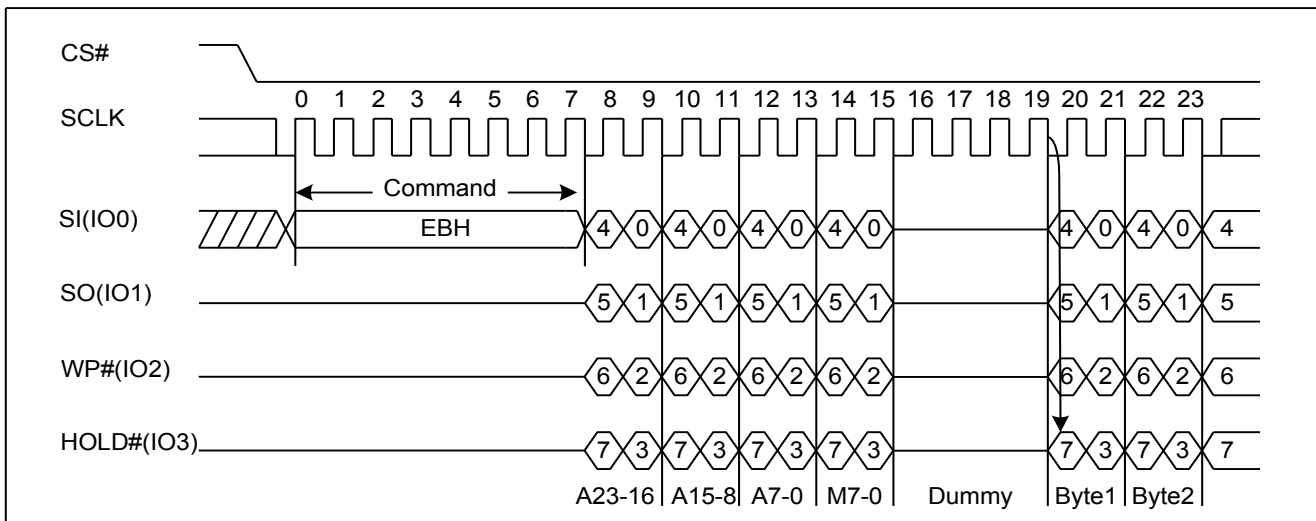 CS#
0 1 2 3 4 5 6 7 8 9 10 11 12 13 14 15 16 17 18 19 20 21 22 23
SCLK
Command
SI(IO0) EBH 4 0 4 0 4 0 4 0 4 0 4 0 4
SO(IO1) 5 1 5 1 5 1 5 1 5 1 5 1 5
WP#(IO2) 6 2 6 2 6 2 6 2 6 2 6 2 6
HOLD#(IO3) 7 3 7 3 7 3 7 3 7 3 7 3 7
A23-16 A15-8 A7-0 M7-0 Dummy Byte1 Byte2